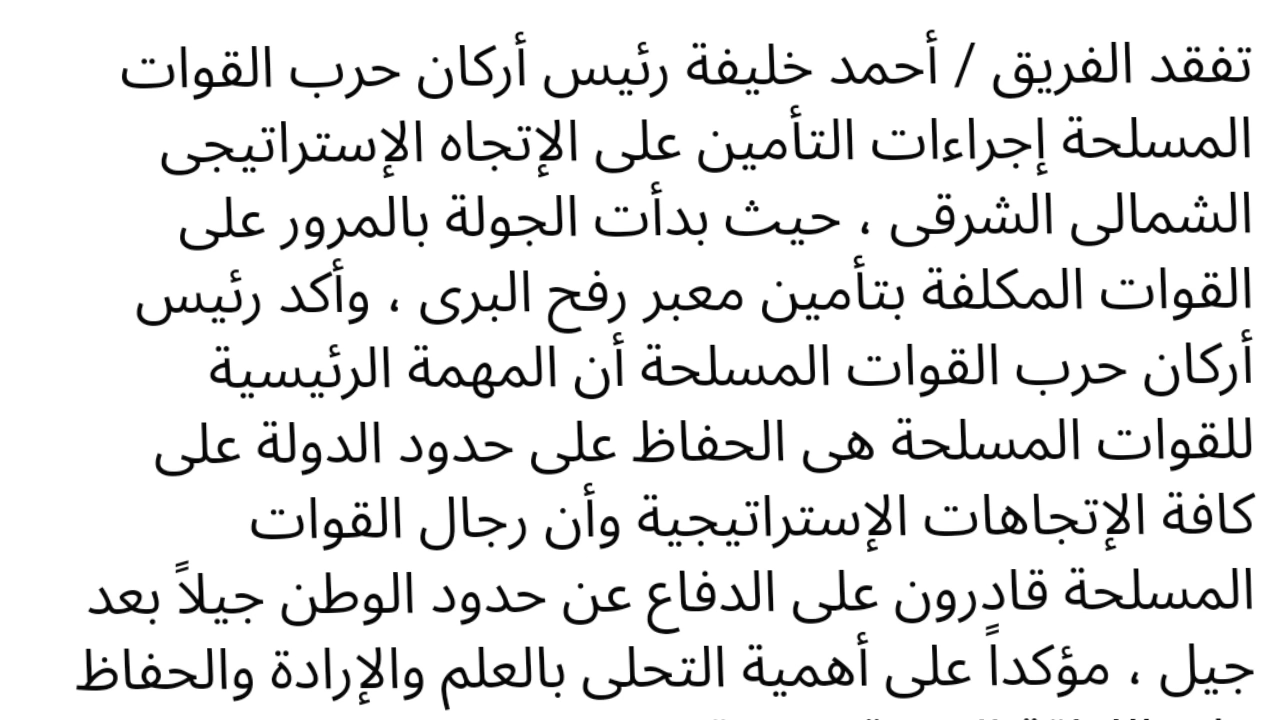 تفقد الفريق / أحمد خليفة رئيس أركان حرب القوات
المسلحة إجراءات التأمين على الإتجاه الإستراتيجى
الشمالى الشرقى ، حيث بدأت الجولة بالمرور على
القوات المكلفة بتأمين معبر رفح البرى ، وأكد رئيس
أركان حرب القوات المسلحة أن المهمة الرئيسية
للقوات المسلحة هى الحفاظ على حدود الدولة على
كافة الإتجاهات الإستراتيجية وأن رجال القوات
المسلحة قادرون على الدفاع عن حدود الوطن جيلاً بعد
جيل ، مؤكداً على أهمية التحلى بالعلم والإرادة والحفاظ